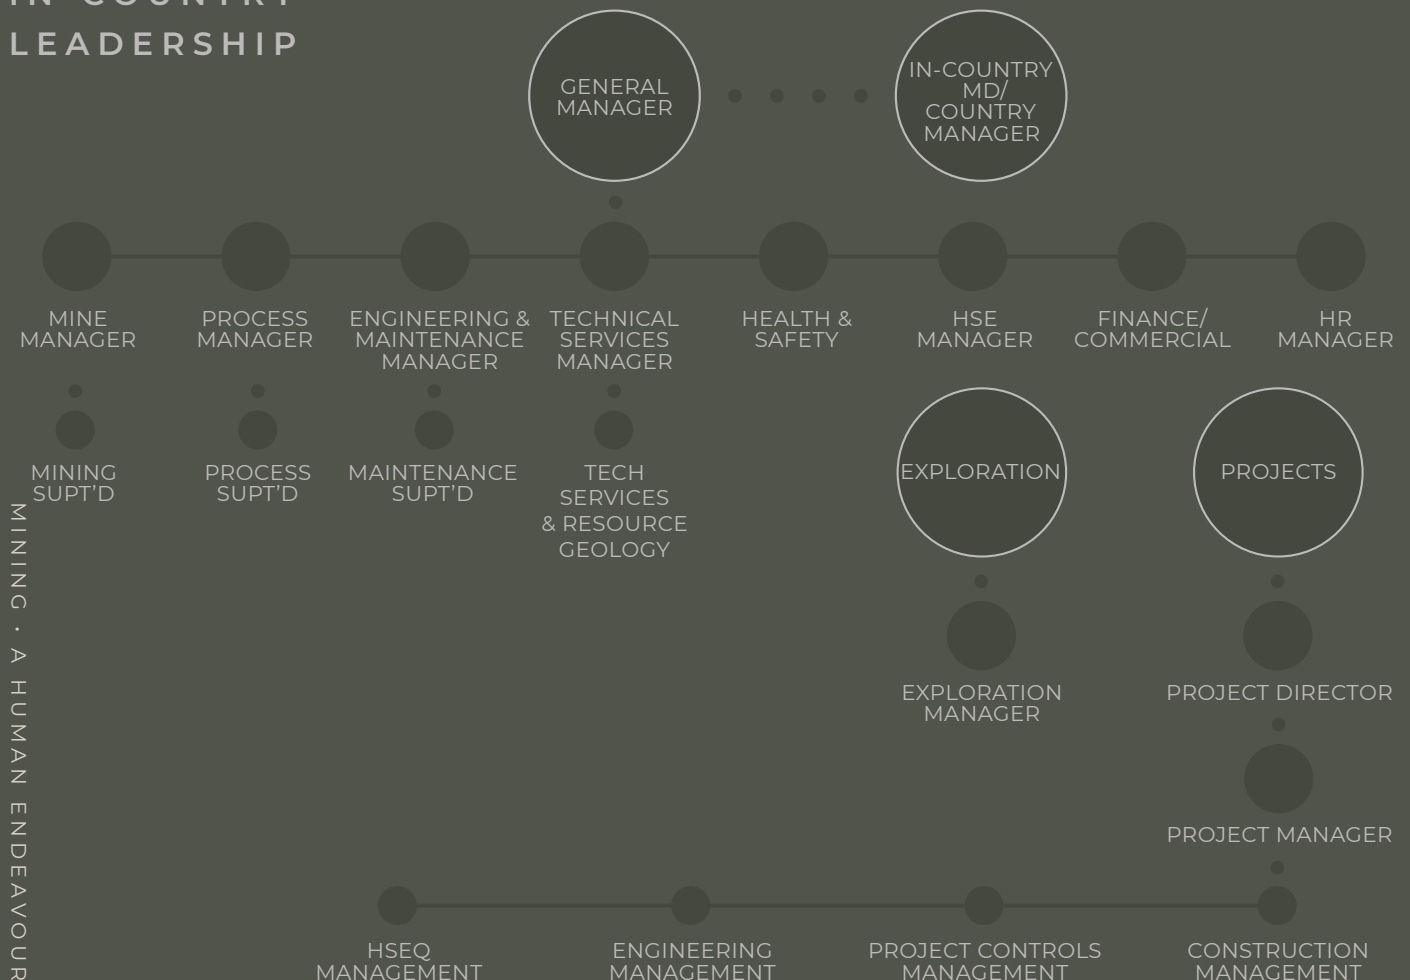 IN-COUNTRY
LEADERSHIP
GENERAL
MANAGER
IN-COUNTRY
MD/
COUNTRY
MANAGER
MINE
MANAGER
PROCESS
MANAGER
ENGINEERING &
MAINTENANCE
MANAGER
TECHNICAL
SERVICES
MANAGER
HEALTH &
SAFETY
HSE
MANAGER
FINANCE/
COMMERCIAL
HR
MANAGER
MINING
SUPT’D
PROCESS
SUPT’D
MAINTENANCE
SUPT’D
TECH
SERVICES
& RESOURCE
GEOLOGY
EXPLORATION
PROJECTS
EXPLORATION
MANAGER
PROJECT DIRECTOR
PROJECT MANAGER
HSEQ
MANAGEMENT
ENGINEERING
MANAGEMENT
PROJECT CONTROLS
MANAGEMENT
CONSTRUCTION
MANAGEMENT
MINING · A HUMAN ENDEAVOUR